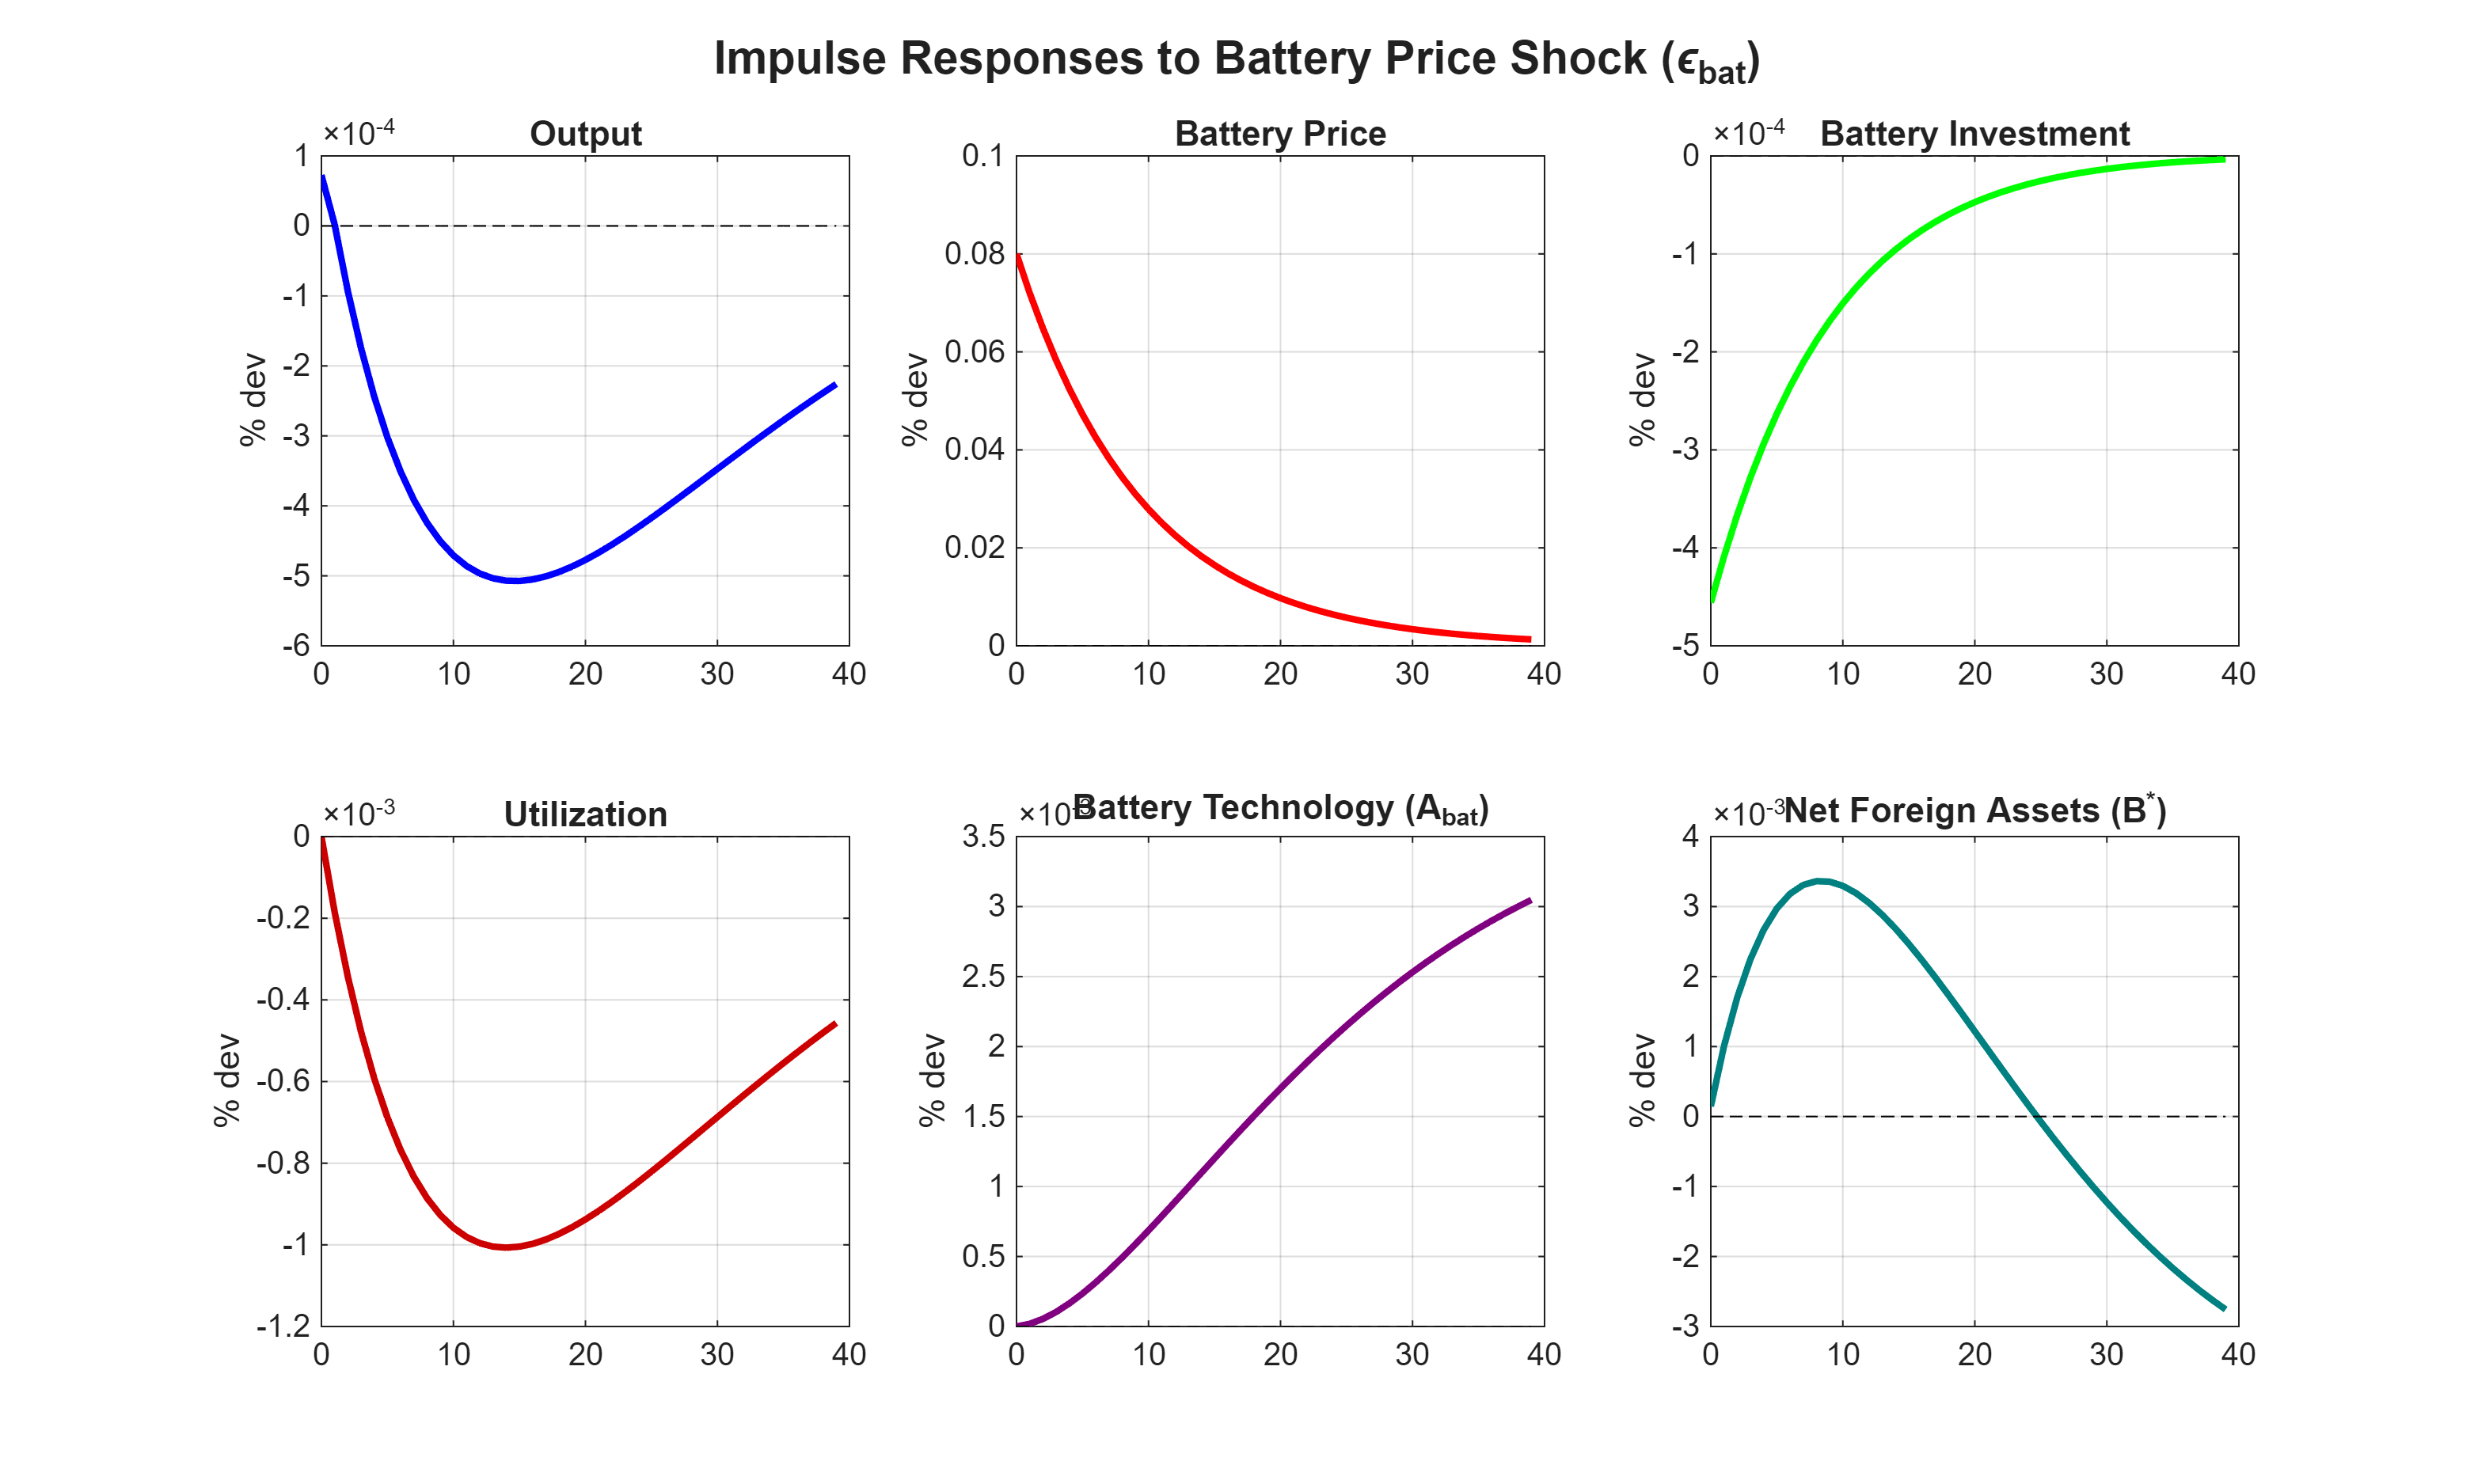 Impulse Responses to Battery Price Shock (ϵbat)
×10-4
Output
1
0
-1
-2
-3
-4
-5
-6
% dev
0 10 20 30 40
Battery Price
0.1
0.08
0.06
0.04
0.02
0
% dev
0 10 20 30 40
×10-4
Battery Investment
0
-1
-2
-3
-4
-5
% dev
0 10 20 30 40
×10-3
Utilization
0
-0.2
-0.4
-0.6
-0.8
-1
-1.2
% dev
0 10 20 30 40
×10-3
Battery Technology (Abat)
3.5
3
2.5
2
1.5
1
0.5
0
% dev
0 10 20 30 40
×10-3
Net Foreign Assets (B*)
4
3
2
1
0
-1
-2
-3
% dev
0 10 20 30 40